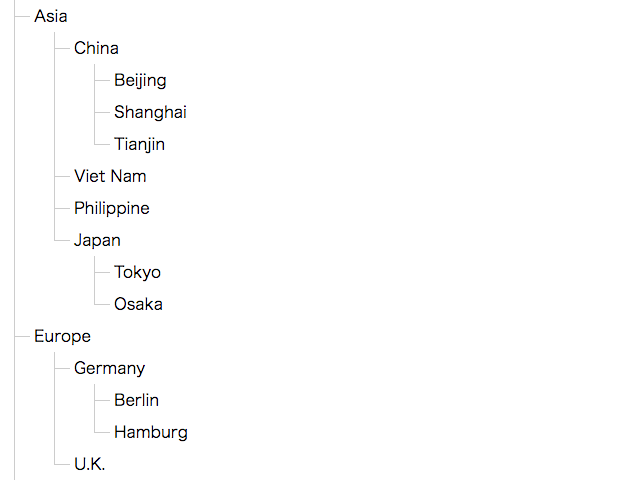 Asia
China
Beijing
Shanghai
Tianjin
Viet Nam
Philippine
Japan
Tokyo
Osaka
Europe
Germany
Berlin
Hamburg
U.K.